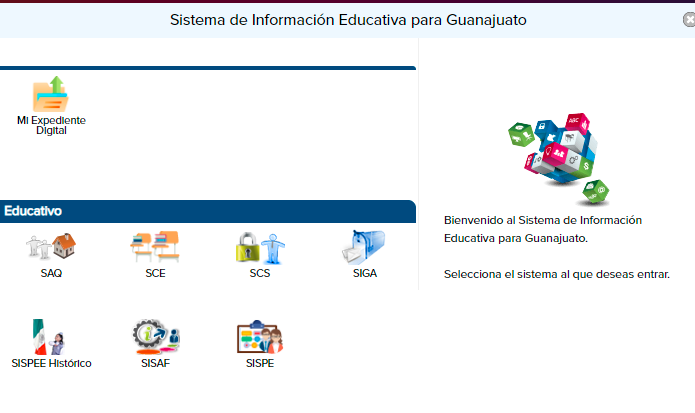 Sistema de Información Educativa para Guanajuato
Mi Expediente
Digital
Educativo
SAQ
SCE
SCS
SIGA
SISPEE Histórico
SISAF
SISPE
ABC
$
@
Bienvenido al Sistema de Información
Educativa para Guanajuato.
Selecciona el sistema al que deseas entrar.